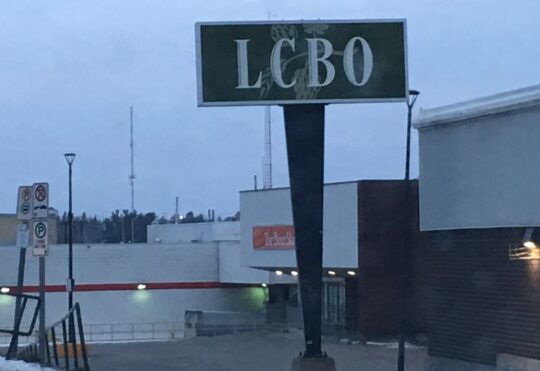 LCBO
The Beer Store
P
P